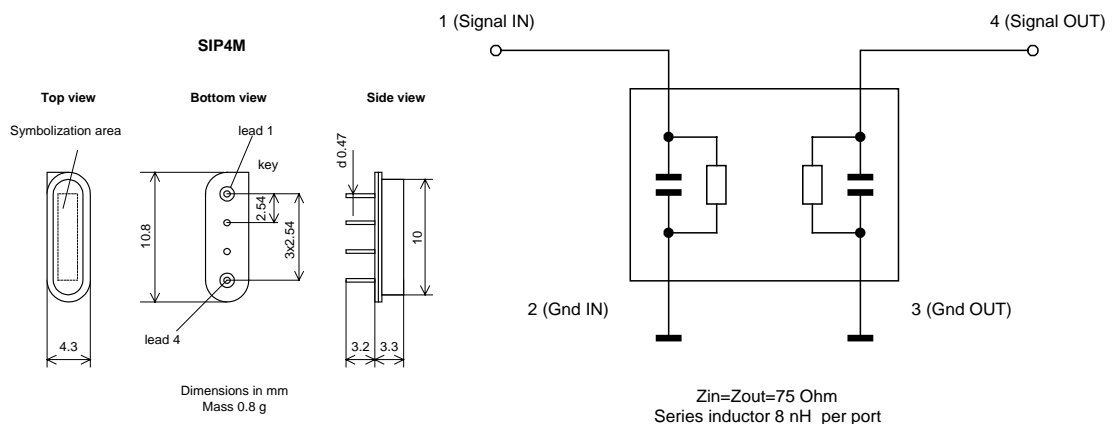 1 (Signal IN)
4 (Signal OUT)
SIP4M
Top view
Bottom view
Side view
Symbolization area
lead 1
key
d 0.47
2.54
3x2.54
10.8
10
2 (Gnd IN)
3 (Gnd OUT)
lead 4
4.3
3.2
3.3
Dimensions in mm
Mass 0.8 g
Zin=Zout=75 Ohm
Series inductor 8 nH per port